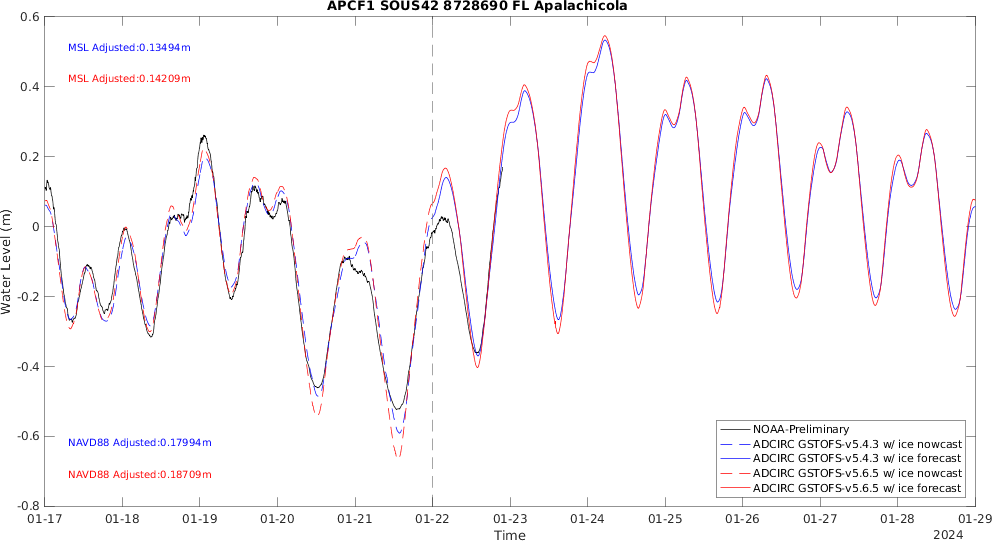 APCF1 SOUS42 8728690 FL Apalachicola
0.6
0.4
0.2
0
-0.2
-0.4
-0.6
-0.8
Water Level (m)
MSL Adjusted:0.13494m
MSL Adjusted:0.14209m
NAVD88 Adjusted:0.17994m
NAVD88 Adjusted:0.18709m
NOAA-Preliminary
ADCIRC GSTOFS-v5.4.3 w/ ice nowcast
ADCIRC GSTOFS-v5.4.3 w/ ice forecast
ADCIRC GSTOFS-v5.6.5 w/ ice nowcast
ADCIRC GSTOFS-v5.6.5 w/ ice forecast
01-17 01-18 01-19 01-20 01-21 01-22 01-23 01-24 01-25 01-26 01-27 01-28 01-29
Time
2024